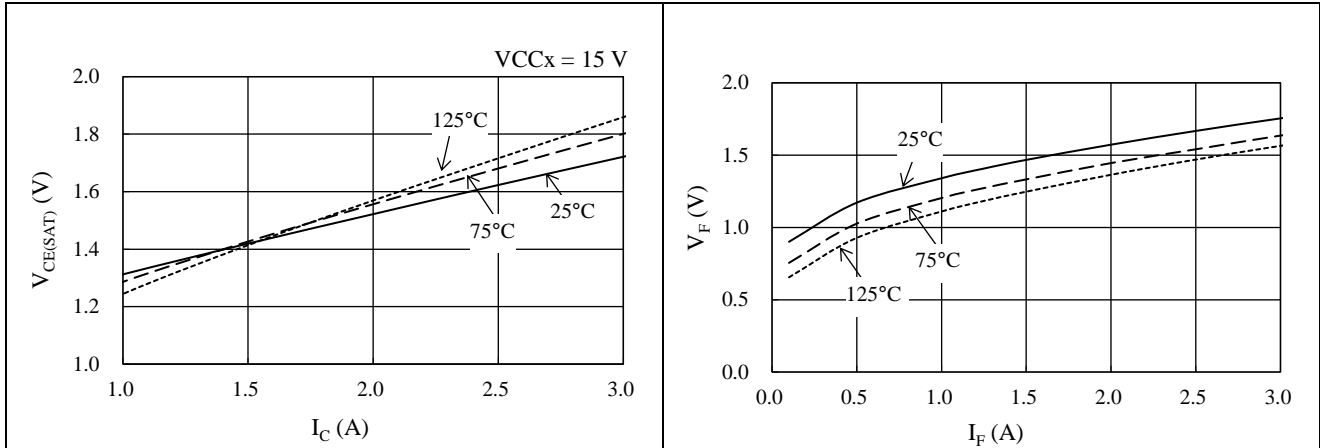 VCCx = 15 V
2.0
1.8
1.6
1.4
1.2
1.0
V_CE(SAT) (V)
125°C
75°C
25°C
1.0 1.5 2.0 2.5 3.0
I_C (A)
2.0
1.5
1.0
0.5
0.0
V_F (V)
25°C
75°C
125°C
0.0 0.5 1.0 1.5 2.0 2.5 3.0
I_F (A)